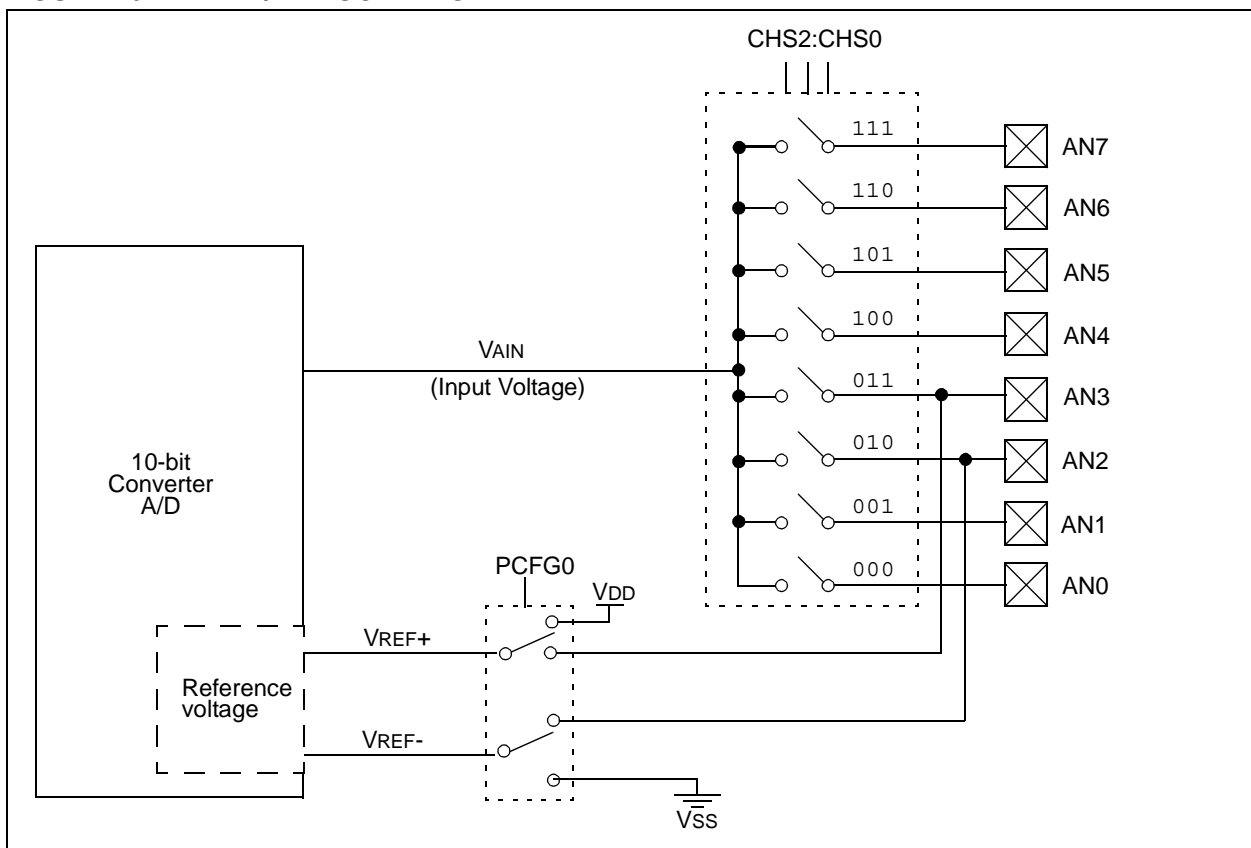 CHS2:CHS0
111
AN7
110
AN6
101
AN5
100
AN4
VAIN
(Input Voltage)
011
AN3
010
AN2
10-bit
Converter
A/D
001
AN1
PCFG0
000
AN0
VDD
VREF+
Reference
voltage
VREF-
VSS